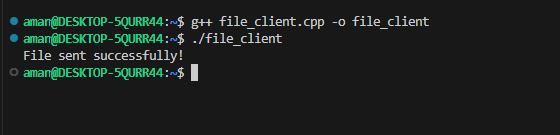 aman@DESKTOP-5QURR44:~$ g++ file_client.cpp -o file_client
aman@DESKTOP-5QURR44:~$ ./file_client
File sent successfully!
aman@DESKTOP-5QURR44:~$